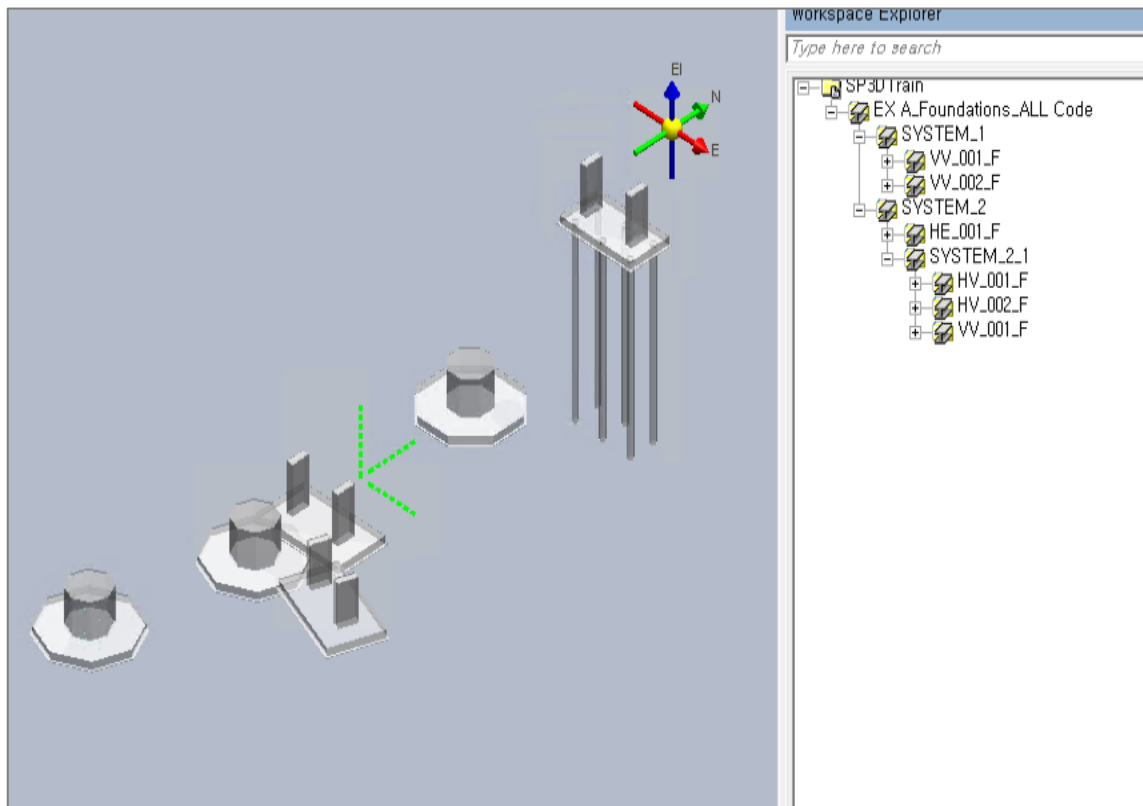 Workspace Explorer
Type here to search
SP3DTrain
EX A_Foundations_ALL Code
SYSTEM_1
VV_001_F
VV_002_F
SYSTEM_2
HE_001_F
SYSTEM_2_1
HV_001_F
HV_002_F
VV_001_F
El
N
E